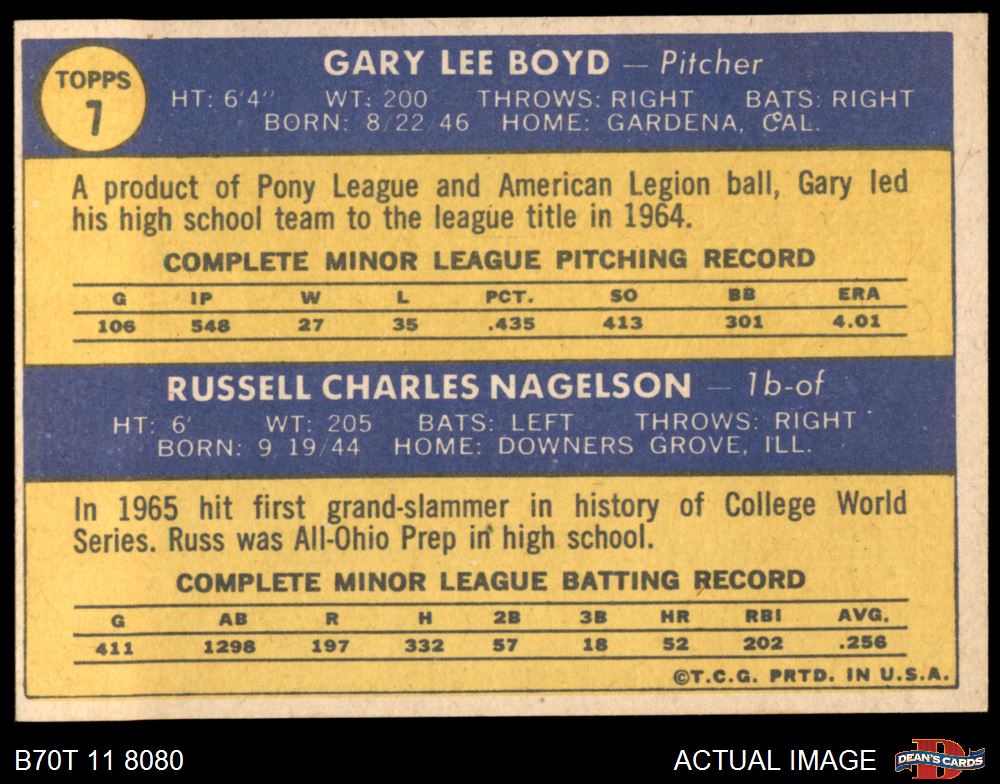 TOPPS
7
GARY LEE BOYD — Pitcher
HT: 6'4" WT: 200 THROWS: RIGHT BATS: RIGHT
BORN: 8/22/46 HOME: GARDENA, CAL.
A product of Pony League and American Legion ball, Gary led
his high school team to the league title in 1964.
COMPLETE MINOR LEAGUE PITCHING RECORD
G IP W L PCT. SO BB ERA
106 548 27 35 .435 413 301 4.01
RUSSELL CHARLES NAGELSON — 1b-of
HT: 6' WT: 205 BATS: LEFT THROWS: RIGHT
BORN: 9/19/44 HOME: DOWNERS GROVE, ILL.
In 1965 hit first grand-slammer in history of College World
Series. Russ was All-Ohio Prep in high school.
COMPLETE MINOR LEAGUE BATTING RECORD
G AB R H 2B 3B HR RBI AVG.
411 1298 197 332 57 18 52 202 .256
©T.C.G. PRTD. IN U.S.A.
B70T 11 8080
ACTUAL IMAGE
D
DEAN'S CARDS